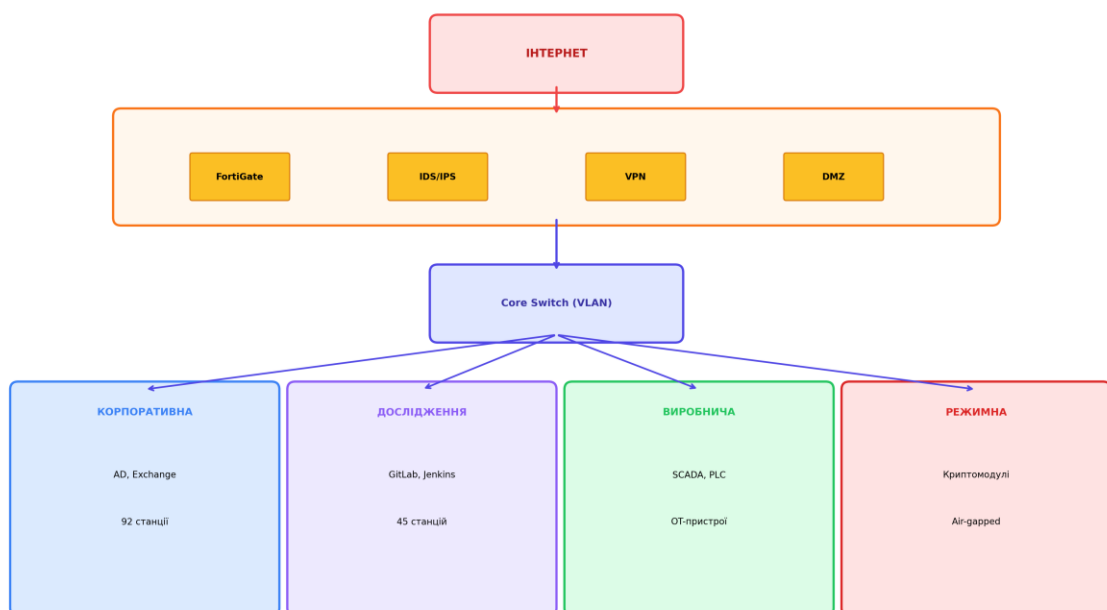 ІНТЕРНЕТ
FortiGate
IDS/IPS
VPN
DMZ
Core Switch (VLAN)
КОРПОРАТИВНА
AD, Exchange
92 станції
ДОСЛІДЖЕННЯ
GitLab, Jenkins
45 станцій
ВИРОБНИЧА
SCADA, PLC
ОТ-пристрої
РЕЖИМНА
Криптомодулі
Air-gapped